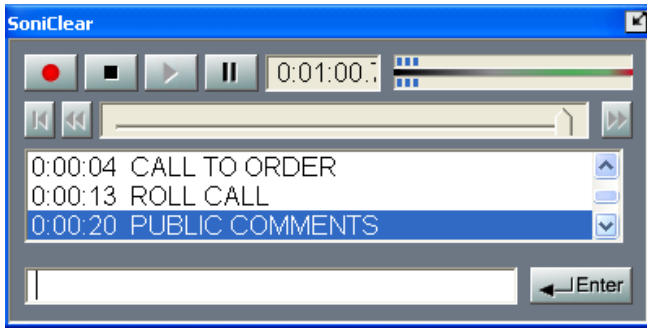 SoniClear
0:01:00.
0:00:04 CALL TO ORDER
0:00:13 ROLL CALL
0:00:20 PUBLIC COMMENTS
Enter